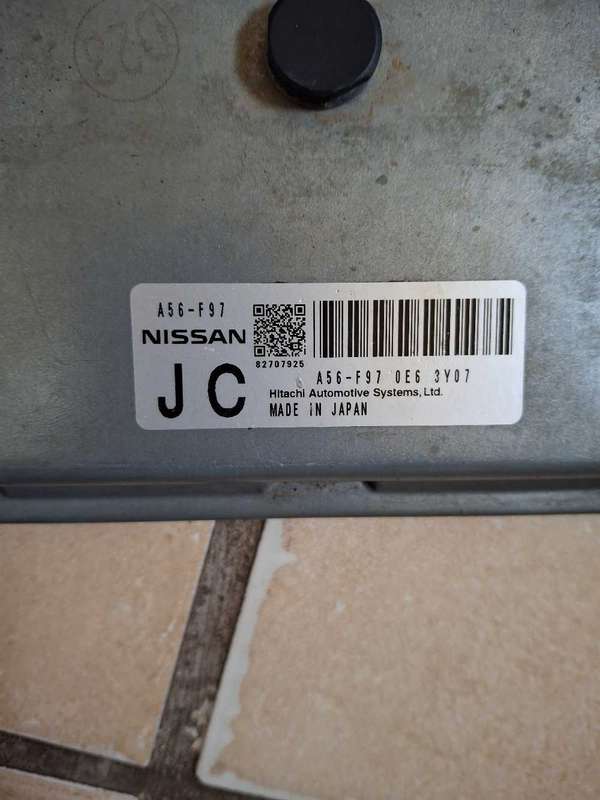 A56-F97
NISSAN
JC
82707925
A56-F97 0E6 3Y07
Hitachi Automotive Systems, Ltd.
MADE IN JAPAN